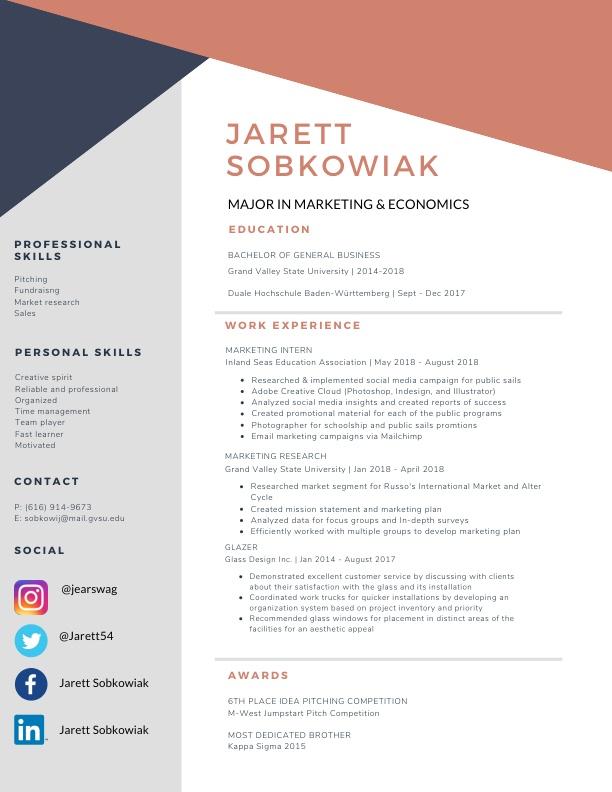 JARETT
SOBKOWIAK
MAJOR IN MARKETING & ECONOMICS
EDUCATION
BACHELOR OF GENERAL BUSINESS
Grand Valley State University | 2014-2018
Duale Hochschule Baden-Württemberg | Sept - Dec 2017
WORK EXPERIENCE
MARKETING INTERN
Inland Seas Education Association | May 2018 - August 2018
• Researched & implemented social media campaign for public sails
• Adobe Creative Cloud (Photoshop, Indesign, and Illustrator)
• Analyzed social media insights and created reports of success
• Created promotional material for each of the public programs
• Photographer for schoolship and public sails promtions
• Email marketing campaigns via Mailchimp
MARKETING RESEARCH
Grand Valley State University | Jan 2018 - April 2018
• Researched market segment for Russo's International Market and Alter
Cycle
• Created mission statement and marketing plan
• Analyzed data for focus groups and In-depth surveys
• Efficiently worked with multiple groups to develop marketing plan
GLAZER
Glass Design Inc. | Jan 2014 - August 2017
• Demonstrated excellent customer service by discussing with clients
about their satisfaction with the glass and its installation
• Coordinated work trucks for quicker installations by developing an
organization system based on project inventory and priority
• Recommended glass windows for placement in distinct areas of the
facilities for an aesthetic appeal
AWARDS
6TH PLACE IDEA PITCHING COMPETITION
M-West Jumpstart Pitch Competition
MOST DEDICATED BROTHER
Kappa Sigma 2015
PROFESSIONAL
SKILLS
Pitching
Fundraisng
Market research
Sales
PERSONAL SKILLS
Creative spirit
Reliable and professional
Organized
Time management
Team player
Fast learner
Motivated
CONTACT
P: (616) 914-9673
E: sobkowij@mail.gvsu.edu
SOCIAL
@jearswag
@Jarett54
Jarett Sobkowiak
Jarett Sobkowiak